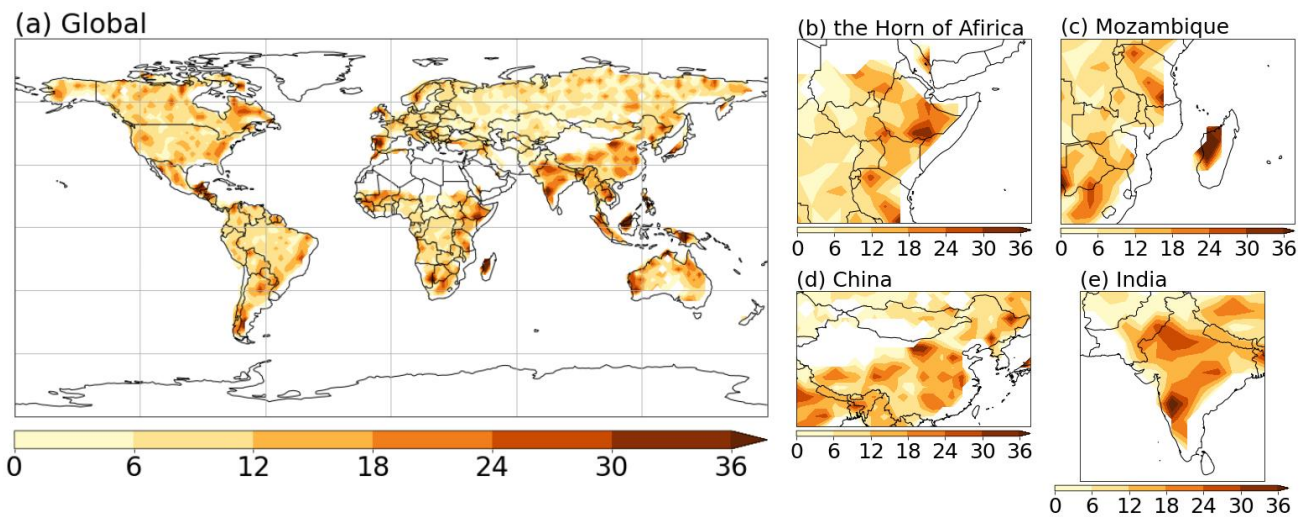 (a) Global
0 6 12 18 24 30 36
(b) the Horn of Afirica
0 6 12 18 24 30 36
(c) Mozambique
0 6 12 18 24 30 36
(d) China
0 6 12 18 24 30 36
(e) India
0 6 12 18 24 30 36